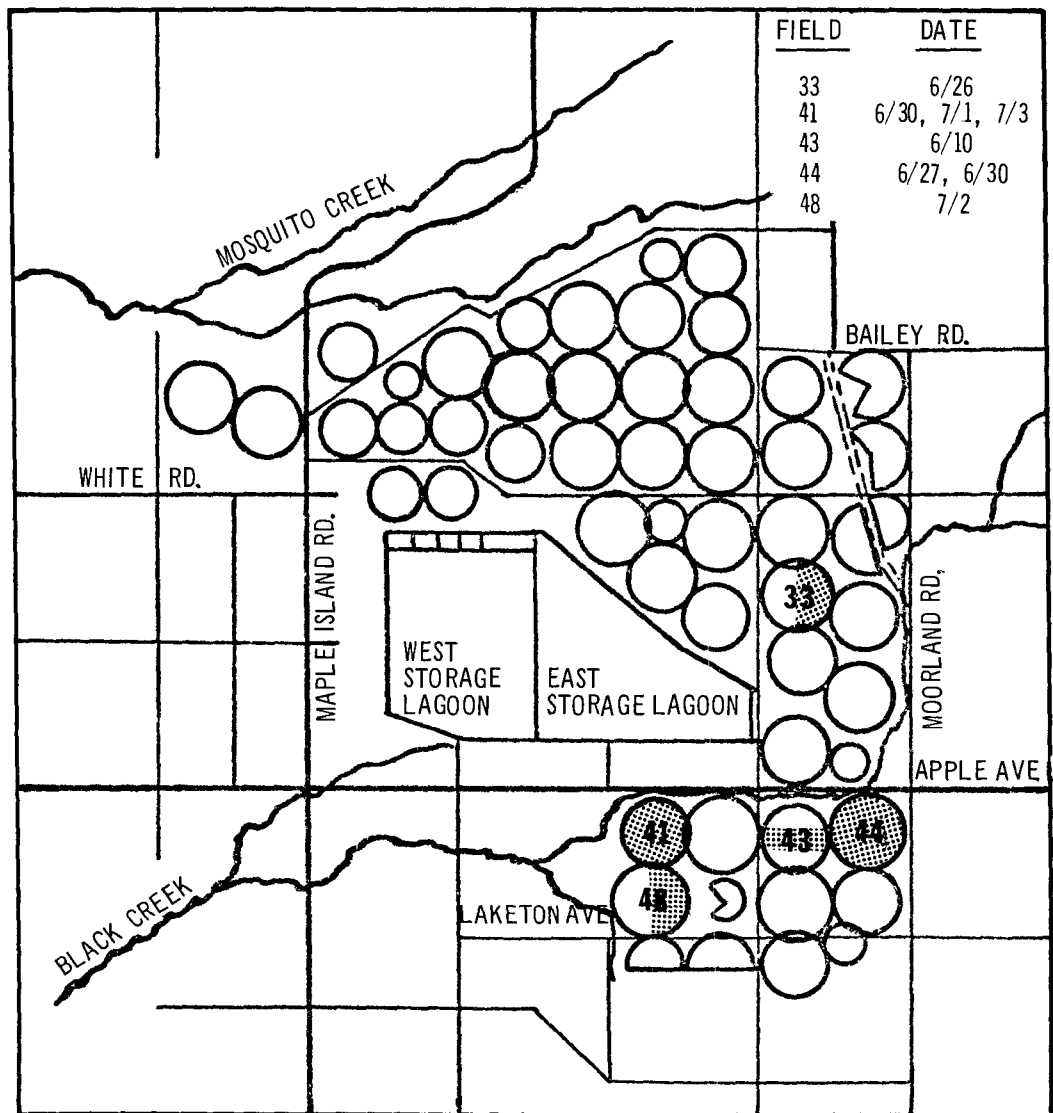 FIELD DATE
33 6/26
41 6/30, 7/1, 7/3
43 6/10
44 6/27, 6/30
48 7/2
MOSQUITO CREEK
BAILEY RD.
WHITE RD.
MAPLE ISLAND RD.
33
MOORLAND RD,
WEST
STORAGE
LAGOON
EAST
STORAGE LAGOON
APPLE AVE
41
43
44
48
LAKETON AVE
BLACK CREEK